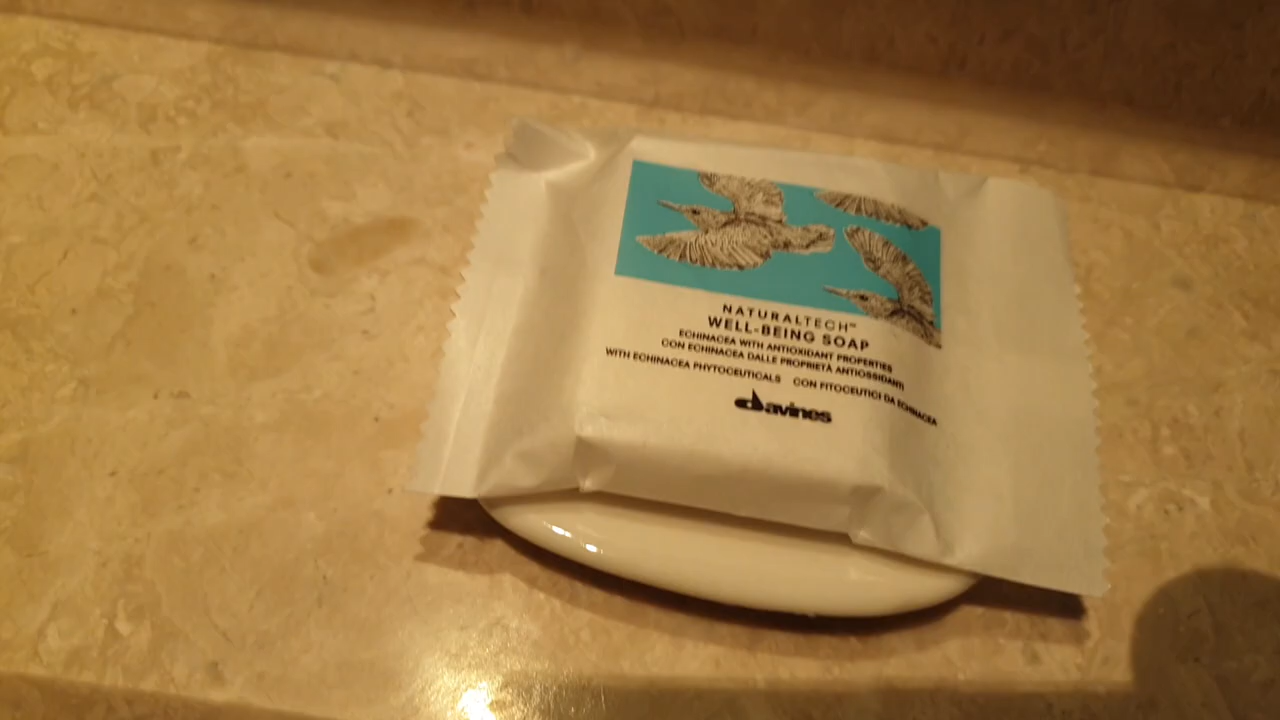 NATURALTECH™
WELL-BEING SOAP
ECHINACEA WITH ANTIOXIDANT PROPERTIES
CON ECHINACEA DALLE PROPRIETÀ ANTIOSSIDANTI
WITH ECHINACEA PHYTOCEUTICALS CON FITOCEUTICI DA ECHINACEA
davines